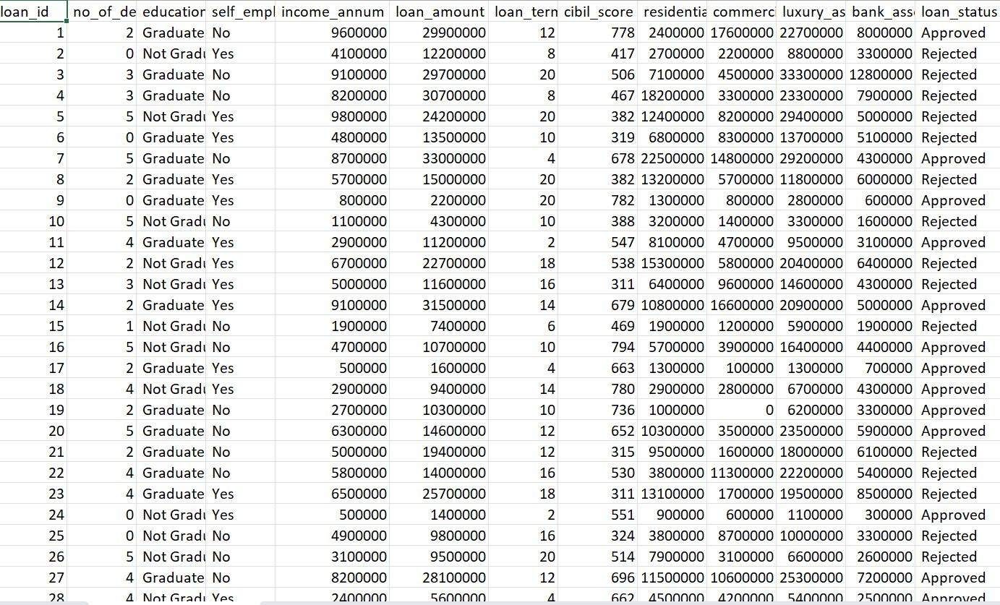 loan_id no_of_de education self_empl income_annum loan_amount loan_term cibil_score residentia commerci luxury_as bank_asse loan_status
1 2 Graduate No 9600000 29900000 12 778 2400000 17600000 22700000 8000000 Approved
2 0 Not Gradu Yes 4100000 12200000 8 417 2700000 2200000 8800000 3300000 Rejected
3 3 Graduate No 9100000 29700000 20 506 7100000 4500000 33300000 12800000 Rejected
4 3 Graduate No 8200000 30700000 8 467 18200000 3300000 23300000 7900000 Rejected
5 5 Not Gradu Yes 9800000 24200000 20 382 12400000 8200000 29400000 5000000 Rejected
6 0 Graduate Yes 4800000 13500000 10 319 6800000 8300000 13700000 5100000 Rejected
7 5 Graduate No 8700000 33000000 4 678 22500000 14800000 29200000 4300000 Approved
8 2 Graduate Yes 5700000 15000000 20 382 13200000 5700000 11800000 6000000 Rejected
9 0 Graduate Yes 800000 2200000 20 782 1300000 800000 2800000 600000 Approved
10 5 Not Gradu No 1100000 4300000 10 388 3200000 1400000 3300000 1600000 Rejected
11 4 Graduate Yes 2900000 11200000 2 547 8100000 4700000 9500000 3100000 Approved
12 2 Not Gradu Yes 6700000 22700000 18 538 15300000 5800000 20400000 6400000 Rejected
13 3 Not Gradu Yes 5000000 11600000 16 311 6400000 9600000 14600000 4300000 Rejected
14 2 Graduate Yes 9100000 31500000 14 679 10800000 16600000 20900000 5000000 Approved
15 1 Not Gradu No 1900000 7400000 6 469 1900000 1200000 5900000 1900000 Rejected
16 5 Not Gradu No 4700000 10700000 10 794 5700000 3900000 16400000 4400000 Approved
17 2 Graduate Yes 500000 1600000 4 663 1300000 100000 1300000 700000 Approved
18 4 Not Gradu Yes 2900000 9400000 14 780 2900000 2800000 6700000 4300000 Approved
19 2 Graduate No 2700000 10300000 10 736 1000000 0 6200000 3300000 Approved
20 5 Graduate No 6300000 14600000 12 652 10300000 3500000 23500000 5900000 Approved
21 2 Graduate No 5000000 19400000 12 315 9500000 1600000 18000000 6100000 Rejected
22 4 Graduate No 5800000 14000000 16 530 3800000 11300000 22200000 5400000 Rejected
23 4 Graduate Yes 6500000 25700000 18 311 13100000 1700000 19500000 8500000 Rejected
24 0 Not Gradu Yes 500000 1400000 2 551 900000 600000 1100000 300000 Approved
25 0 Not Gradu No 4900000 9800000 16 324 3800000 8700000 10000000 3300000 Rejected
26 5 Not Gradu No 3100000 9500000 20 514 7900000 3100000 6600000 2600000 Rejected
27 4 Graduate No 8200000 28100000 12 696 11500000 10600000 25300000 7200000 Approved
28 4 Not Gradu Yes 2400000 5600000 4 662 4500000 4200000 5400000 2500000 Approved